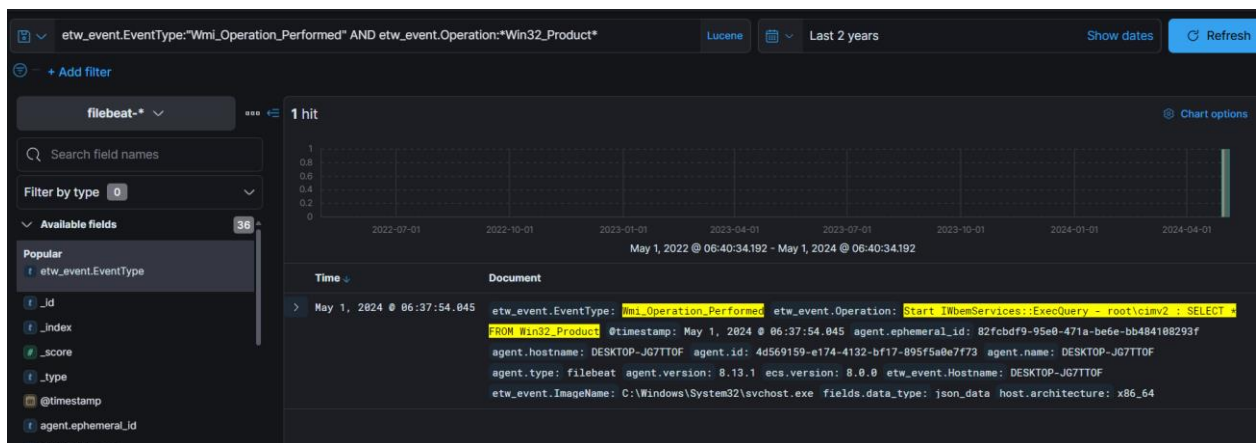 etw_event.EventType:"Wmi_Operation_Performed" AND etw_event.Operation:*Win32_Product*
Lucene
Last 2 years
Show dates
Refresh
+ Add filter
filebeat-*
1 hit
Chart options
Search field names
Filter by type 0
Available fields 36
Popular
etw_event.EventType
_id
_index
_score
_type
@timestamp
agent.ephemeral_id
1
0.8
0.6
0.4
0.2
0
2022-07-01 2022-10-01 2023-01-01 2023-04-01 2023-07-01 2023-10-01 2024-01-01 2024-04-01
May 1, 2022 @ 06:40:34.192 - May 1, 2024 @ 06:40:34.192
Time Document
May 1, 2024 @ 06:37:54.045
etw_event.EventType: Wmi_Operation_Performed etw_event.Operation: Start IWbemServices::ExecQuery - root\cimv2 : SELECT *
FROM Win32_Product @timestamp: May 1, 2024 @ 06:37:54.045 agent.ephemeral_id: 82fcbdf9-95e0-471a-be6e-bb484108293f
agent.hostname: DESKTOP-JG7TTOF agent.id: 4d569159-e174-4132-bf17-895f5a0e7f73 agent.name: DESKTOP-JG7TTOF
agent.type: filebeat agent.version: 8.13.1 ecs.version: 8.0.0 etw_event.Hostname: DESKTOP-JG7TTOF
etw_event.ImageName: C:\Windows\System32\svchost.exe fields.data_type: json_data host.architecture: x86_64